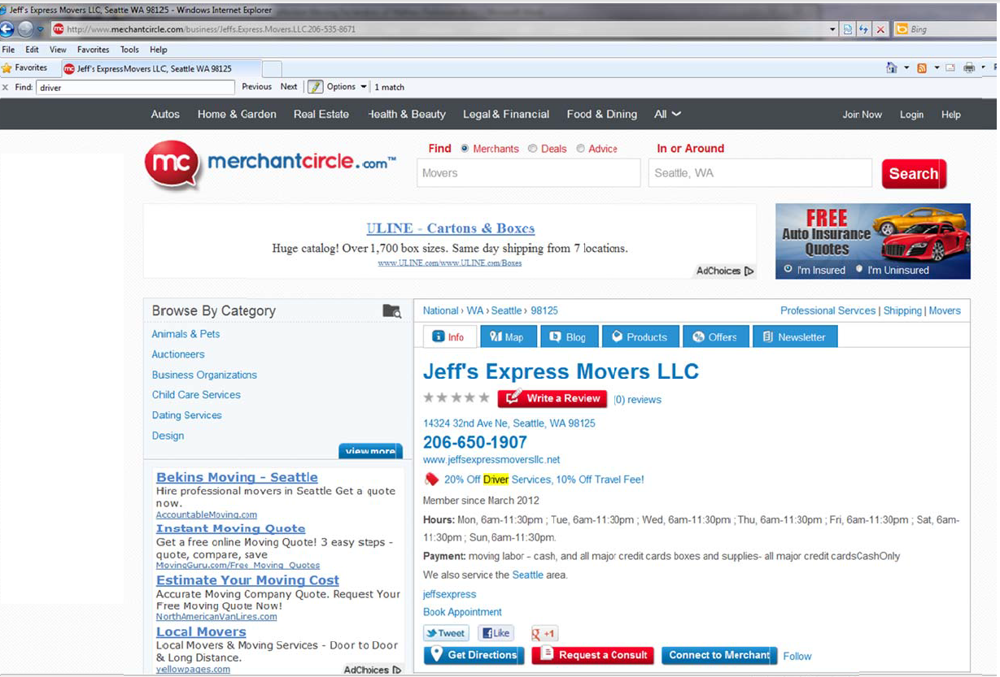 Jeff's Express Movers LLC, Seattle WA 98125 - Windows Internet Explorer
http://www.merchantcircle.com/business/Jeffs.Express.Movers.LLC.206-535-8671
Bing
File Edit View Favorites Tools Help
Favorites
Jeff's Express Movers LLC, Seattle WA 98125
x Find: driver Previous Next Options 1 match
Autos Home & Garden Real Estate Health & Beauty Legal & Financial Food & Dining All Join Now Login Help
mc merchantcircle.com™
Find Merchants Deals Advice In or Around
Movers Seattle, WA Search
ULINE - Cartons & Boxes
Huge catalog! Over 1,700 box sizes. Same day shipping from 7 locations.
www.ULINE.com/www.ULINE.com/Boxes
AdChoices
FREE
Auto Insurance
Quotes
I'm Insured I'm Uninsured
Browse By Category
Animals & Pets
Auctioneers
Business Organizations
Child Care Services
Dating Services
Design
view more
Bekins Moving - Seattle
Hire professional movers in Seattle Get a quote
now.
AccountableMoving.com
Instant Moving Quote
Get a free online Moving Quote! 3 easy steps -
quote, compare, save
MovingGuru.com/Free_Moving_Quotes
Estimate Your Moving Cost
Accurate Moving Company Quote. Request Your
Free Moving Quote Now!
NorthAmericanVanLines.com
Local Movers
Local Movers & Moving Services - Door to Door
& Long Distance.
yellowpages.com
AdChoices
National › WA › Seattle › 98125
Professional Services | Shipping | Movers
Info Map Blog Products Offers Newsletter
Jeff's Express Movers LLC
Write a Review (0) reviews
14324 32nd Ave Ne, Seattle, WA 98125
206-650-1907
www.jeffsexpressmoversllc.net
20% Off Driver Services, 10% Off Travel Fee!
Member since March 2012
Hours: Mon, 6am-11:30pm ; Tue, 6am-11:30pm ; Wed, 6am-11:30pm ; Thu, 6am-11:30pm ; Fri, 6am-11:30pm ; Sat, 6am-
11:30pm ; Sun, 6am-11:30pm.
Payment: moving labor - cash, and all major credit cards boxes and supplies- all major credit cardsCashOnly
We also service the Seattle area.
jeffsexpress
Book Appointment
Tweet Like g +1
Get Directions Request a Consult Connect to Merchant Follow